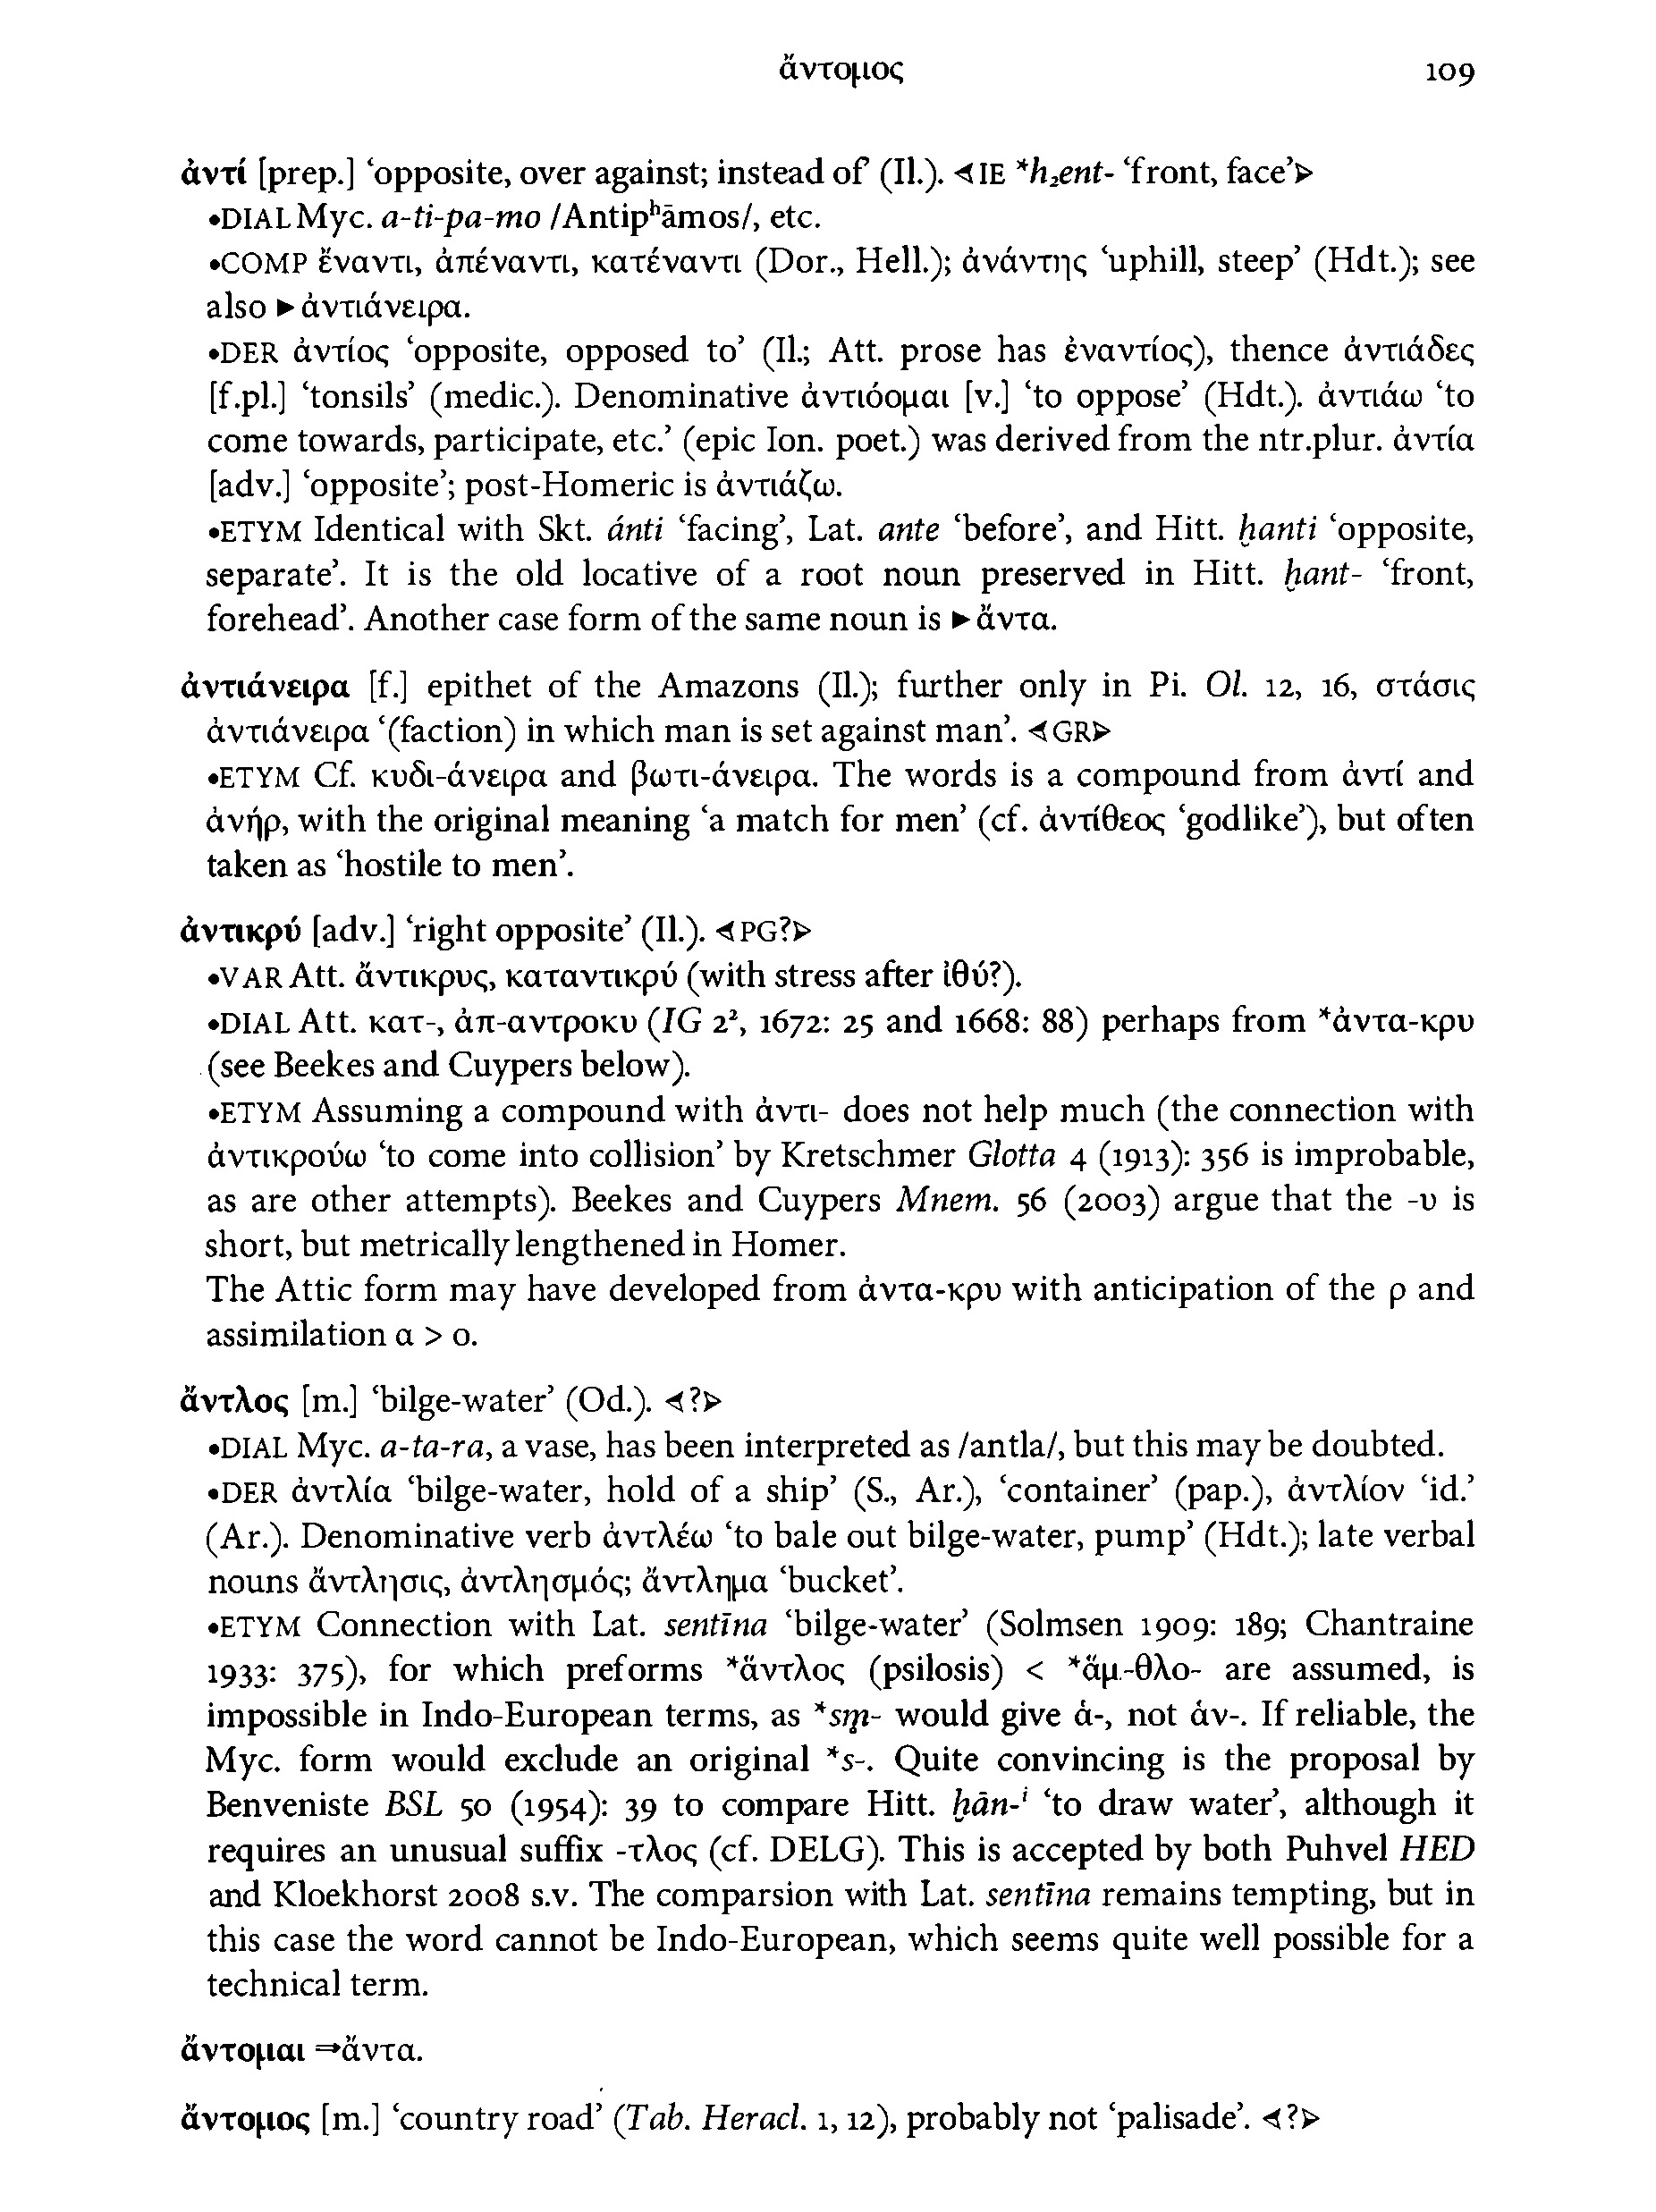 ἄντομος 109
ἀντί [prep.] ‘opposite, over against; instead of’ (Il.). ⊲IE *h₂ent- ‘front, face’⊳
•DIAL Myc. a-ti-pa-mo /Antipʰāmos/, etc.
•COMP ἔναντι, ἀπέναντι, κατέναντι (Dor., Hell.); ἀνάντης ‘uphill, steep’ (Hdt.); see
also ►ἀντιάνειρα.
•DER ἀντίος ‘opposite, opposed to’ (Il.; Att. prose has ἐναντίος), thence ἀντιάδες
[f.pl.] ‘tonsils’ (medic.). Denominative ἀντιόομαι [v.] ‘to oppose’ (Hdt.). ἀντιάω ‘to
come towards, participate, etc.’ (epic Ion. poet.) was derived from the ntr.plur. ἀντία
[adv.] ‘opposite’; post-Homeric is ἀντιάζω.
•ETYM Identical with Skt. ánti ‘facing’, Lat. ante ‘before’, and Hitt. ḫanti ‘opposite,
separate’. It is the old locative of a root noun preserved in Hitt. ḫant- ‘front,
forehead’. Another case form of the same noun is ►ἄντα.
ἀντιάνειρα [f.] epithet of the Amazons (Il.); further only in Pi. Ol. 12, 16, στάσις
ἀντιάνειρα ‘(faction) in which man is set against man’. ⊲GR⊳
•ETYM Cf. κυδι-άνειρα and βωτι-άνειρα. The words is a compound from ἀντί and
ἀνήρ, with the original meaning ‘a match for men’ (cf. ἀντίθεος ‘godlike’), but often
taken as ‘hostile to men’.
ἀντικρύ [adv.] ‘right opposite’ (Il.). ⊲PG?⊳
•VAR Att. ἄντικρυς, καταντικρύ (with stress after ἰθύ?).
•DIAL Att. κατ-, ἀπ-αντροκυ (IG 2², 1672: 25 and 1668: 88) perhaps from *ἀντα-κρυ
(see Beekes and Cuypers below).
•ETYM Assuming a compound with ἀντι- does not help much (the connection with
ἀντικρούω ‘to come into collision’ by Kretschmer Glotta 4 (1913): 356 is improbable,
as are other attempts). Beekes and Cuypers Mnem. 56 (2003) argue that the -υ is
short, but metrically lengthened in Homer.
The Attic form may have developed from ἀντα-κρυ with anticipation of the ρ and
assimilation α > ο.
ἄντλος [m.] ‘bilge-water’ (Od.). ⊲?⊳
•DIAL Myc. a-ta-ra, a vase, has been interpreted as /antla/, but this may be doubted.
•DER ἀντλία ‘bilge-water, hold of a ship’ (S., Ar.), ‘container’ (pap.), ἀντλίον ‘id.’
(Ar.). Denominative verb ἀντλέω ‘to bale out bilge-water, pump’ (Hdt.); late verbal
nouns ἄντλησις, ἀντλησμός; ἄντλημα ‘bucket’.
•ETYM Connection with Lat. sentīna ‘bilge-water’ (Solmsen 1909: 189; Chantraine
1933: 375), for which preforms *ἄντλος (psilosis) < *ἄμ-θλο- are assumed, is
impossible in Indo-European terms, as *sm̥- would give ἀ-, not ἀν-. If reliable, the
Myc. form would exclude an original *s-. Quite convincing is the proposal by
Benveniste BSL 50 (1954): 39 to compare Hitt. ḫān-ⁱ ‘to draw water’, although it
requires an unusual suffix -τλος (cf. DELG). This is accepted by both Puhvel HED
and Kloekhorst 2008 s.v. The comparsion with Lat. sentīna remains tempting, but in
this case the word cannot be Indo-European, which seems quite well possible for a
technical term.
ἄντομαι ⇒ἄντα.
ἄντομος [m.] ‘country road’ (Tab. Heracl. 1, 12), probably not ‘palisade’. ⊲?⊳